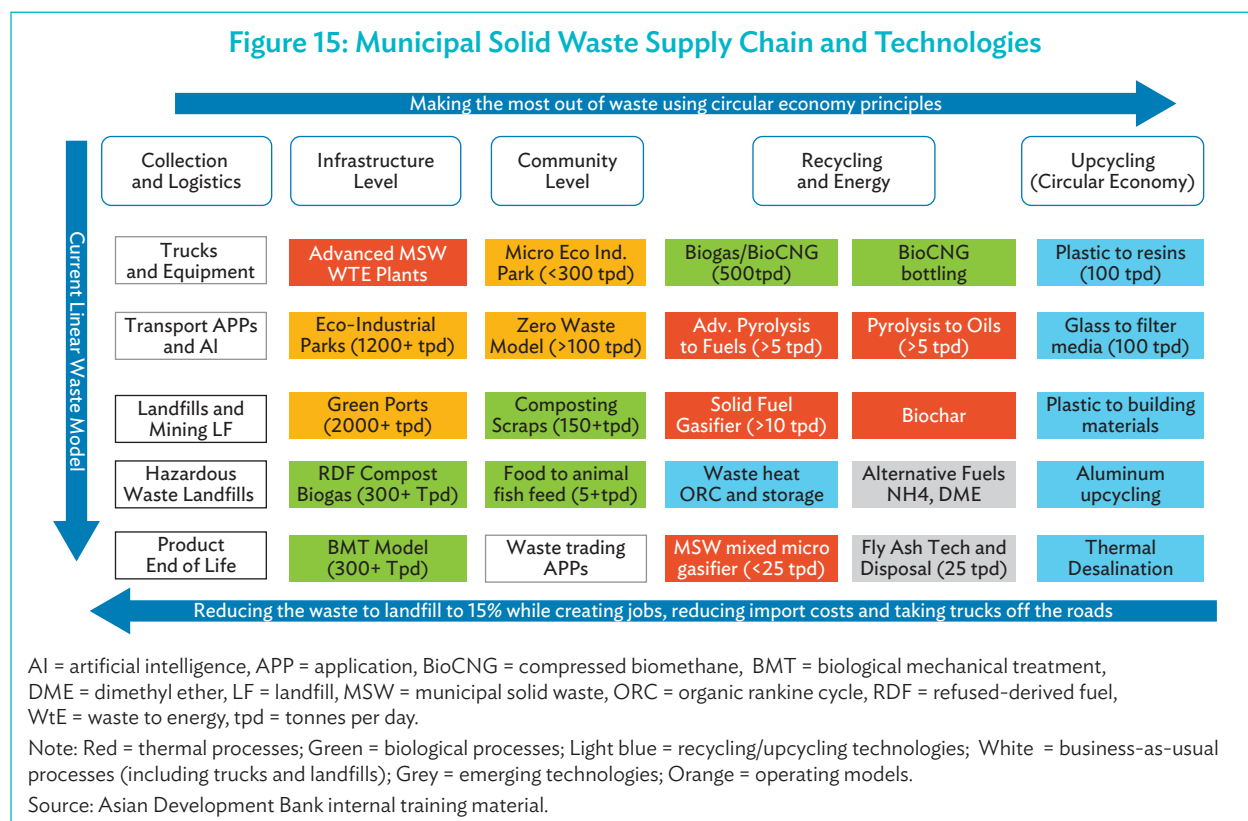 Figure 15: Municipal Solid Waste Supply Chain and Technologies
Making the most out of waste using circular economy principles
Current Linear Waste Model
Collection
and Logistics
Infrastructure
Level
Community
Level
Recycling
and Energy
Upcycling
(Circular Economy)
Trucks
and Equipment
Advanced MSW
WTE Plants
Micro Eco Ind.
Park (<300 tpd)
Biogas/BioCNG
(500tpd)
BioCNG
bottling
Plastic to resins
(100 tpd)
Transport APPs
and AI
Eco-Industrial
Parks (1200+ tpd)
Zero Waste
Model (>100 tpd)
Adv. Pyrolysis
to Fuels (>5 tpd)
Pyrolysis to Oils
(>5 tpd)
Glass to filter
media (100 tpd)
Landfills and
Mining LF
Green Ports
(2000+ tpd)
Composting
Scraps (150+tpd)
Solid Fuel
Gasifier (>10 tpd)
Biochar
Plastic to building
materials
Hazardous
Waste Landfills
RDF Compost
Biogas (300+ Tpd)
Food to animal
fish feed (5+tpd)
Waste heat
ORC and storage
Alternative Fuels
NH4, DME
Aluminum
upcycling
Product
End of Life
BMT Model
(300+ Tpd)
Waste trading
APPs
MSW mixed micro
gasifier (<25 tpd)
Fly Ash Tech and
Disposal (25 tpd)
Thermal
Desalination
Reducing the waste to landfill to 15% while creating jobs, reducing import costs and taking trucks off the roads
AI = artificial intelligence, APP = application, BioCNG = compressed biomethane, BMT = biological mechanical treatment,
DME = dimethyl ether, LF = landfill, MSW = municipal solid waste, ORC = organic rankine cycle, RDF = refused-derived fuel,
WtE = waste to energy, tpd = tonnes per day.
Note: Red = thermal processes; Green = biological processes; Light blue = recycling/upcycling technologies; White = business-as-usual
processes (including trucks and landfills); Grey = emerging technologies; Orange = operating models.
Source: Asian Development Bank internal training material.